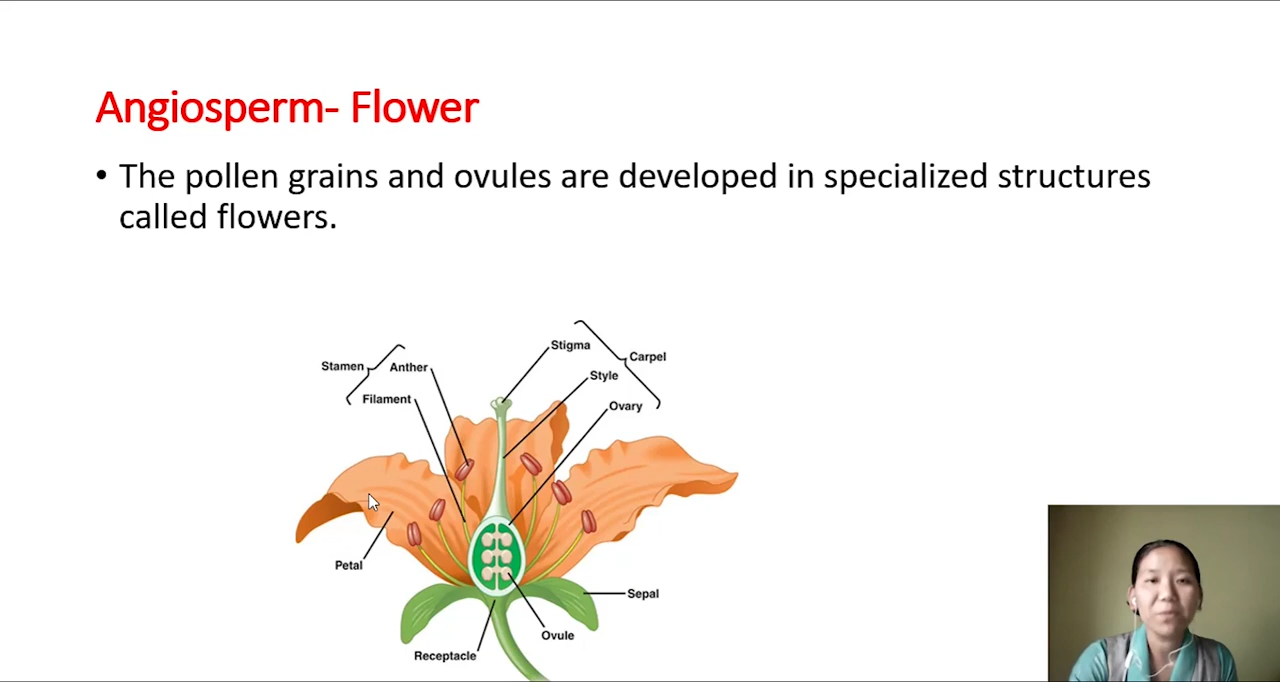 Angiosperm- Flower
• The pollen grains and ovules are developed in specialized structures
called flowers.
Stigma
Carpel
Stamen
Anther
Style
Filament
Ovary
Petal
Sepal
Ovule
Receptacle